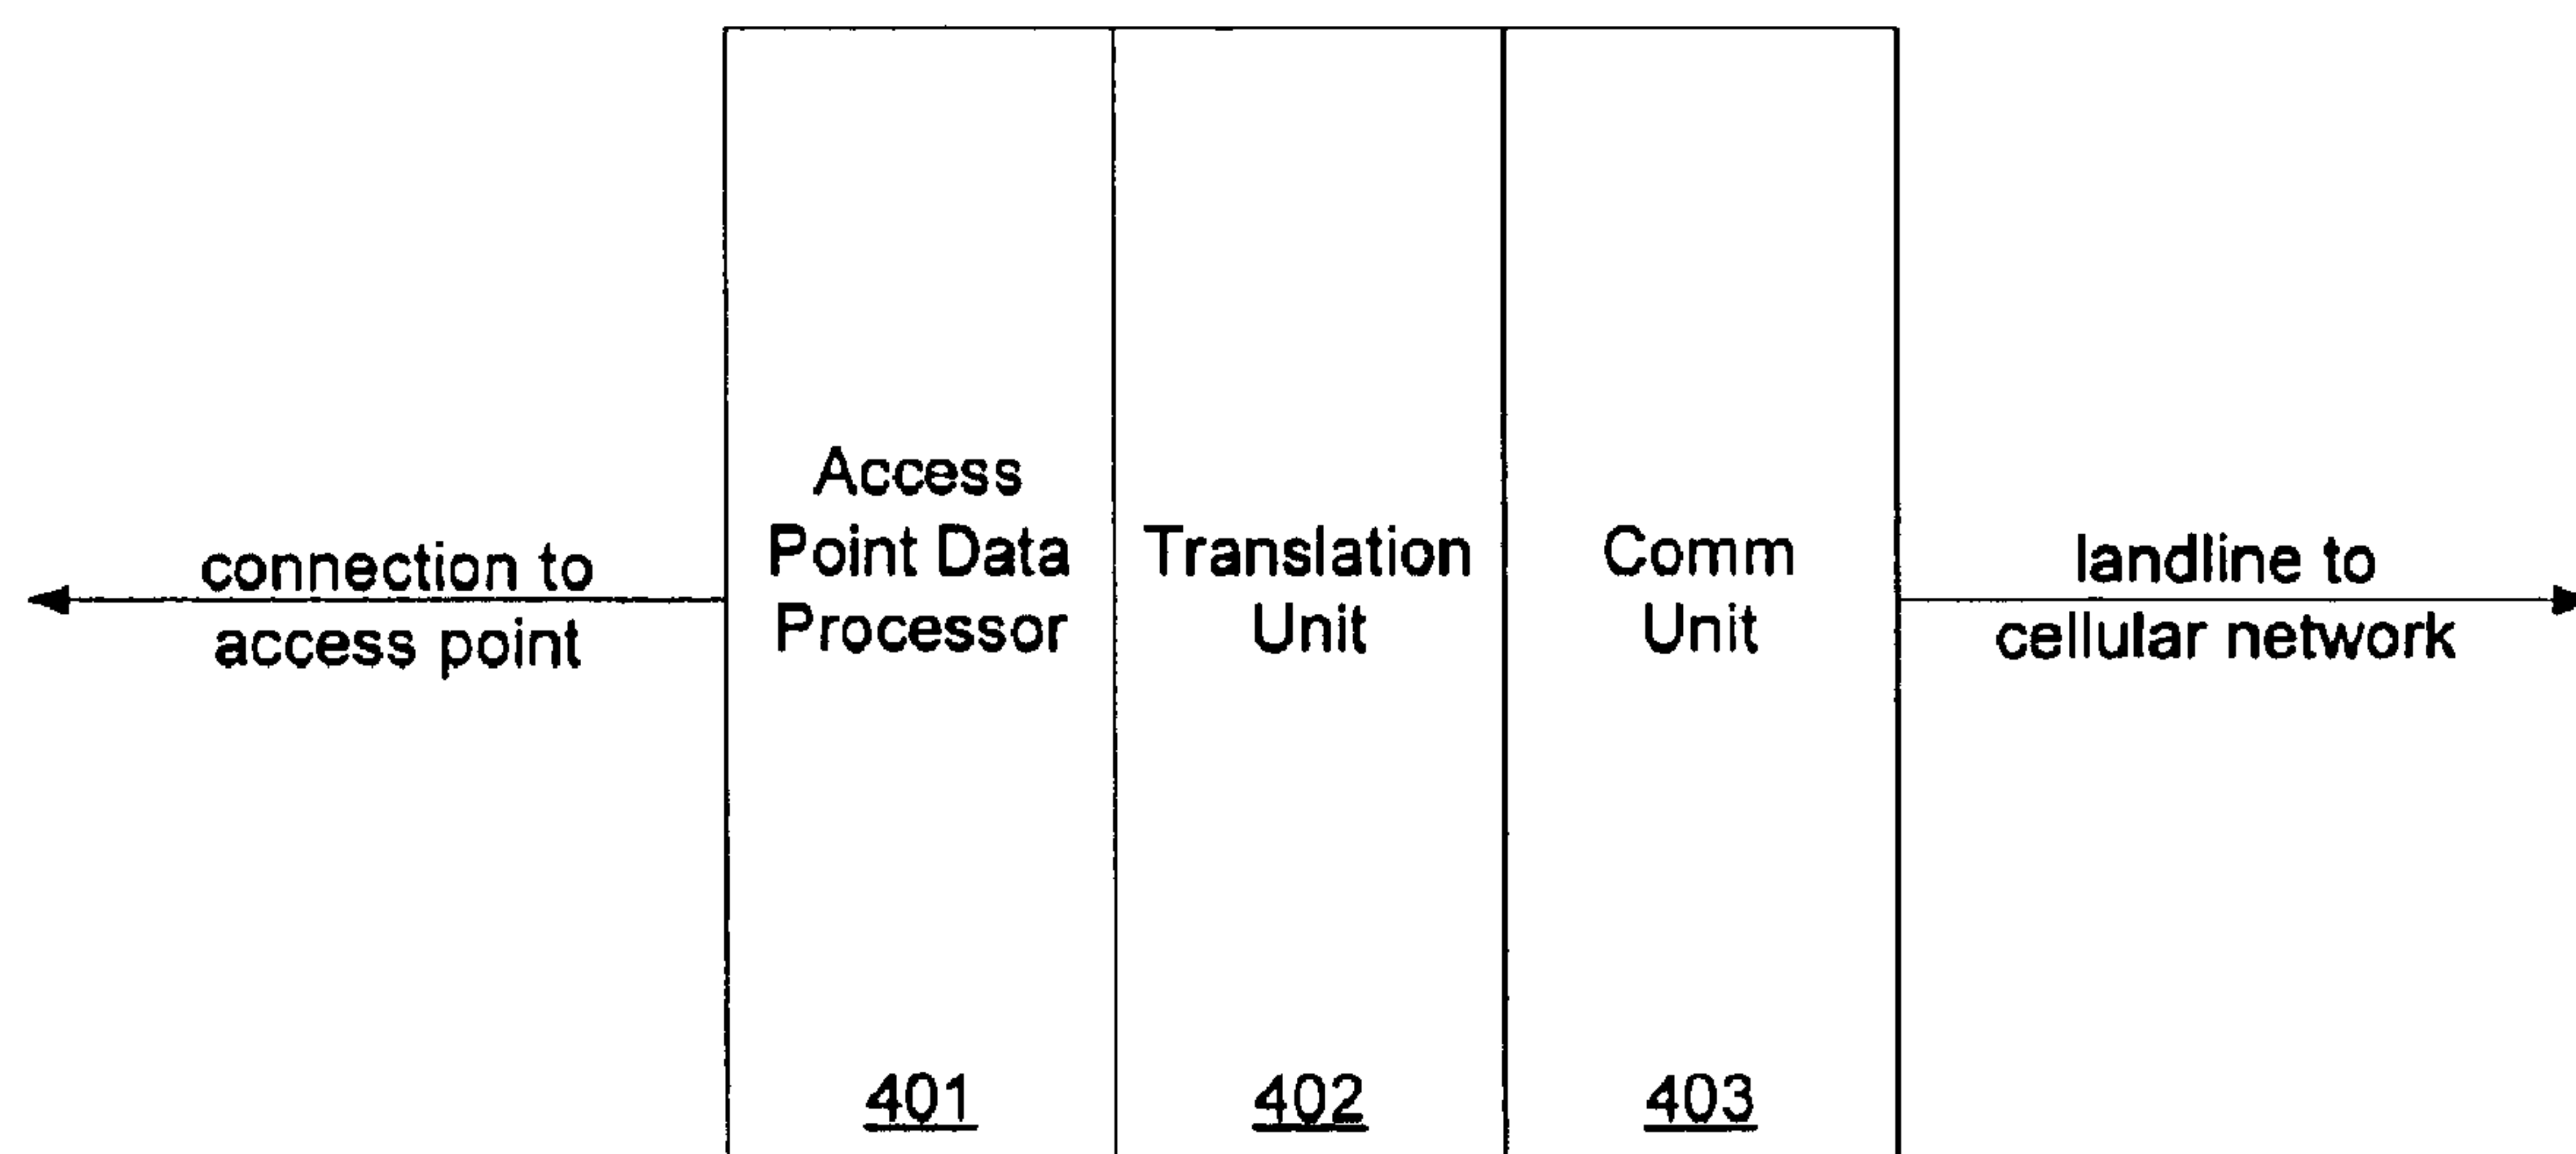 connection to
access point
Access
Point Data
Processor
401
Translation
Unit
402
Comm
Unit
403
landline to
cellular network